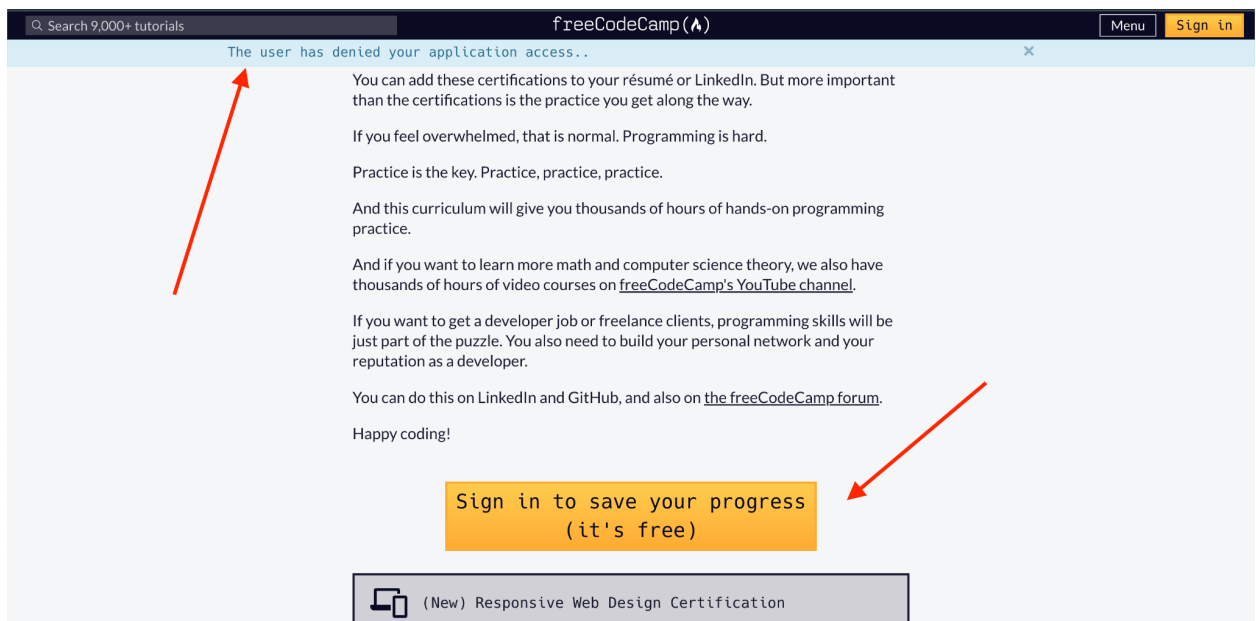 Search 9,000+ tutorials
freeCodeCamp
Menu
Sign in
The user has denied your application access..
×
You can add these certifications to your résumé or LinkedIn. But more important
than the certifications is the practice you get along the way.
If you feel overwhelmed, that is normal. Programming is hard.
Practice is the key. Practice, practice, practice.
And this curriculum will give you thousands of hours of hands-on programming
practice.
And if you want to learn more math and computer science theory, we also have
thousands of hours of video courses on freeCodeCamp's YouTube channel.
If you want to get a developer job or freelance clients, programming skills will be
just part of the puzzle. You also need to build your personal network and your
reputation as a developer.
You can do this on LinkedIn and GitHub, and also on the freeCodeCamp forum.
Happy coding!
Sign in to save your progress
(it's free)
(New) Responsive Web Design Certification